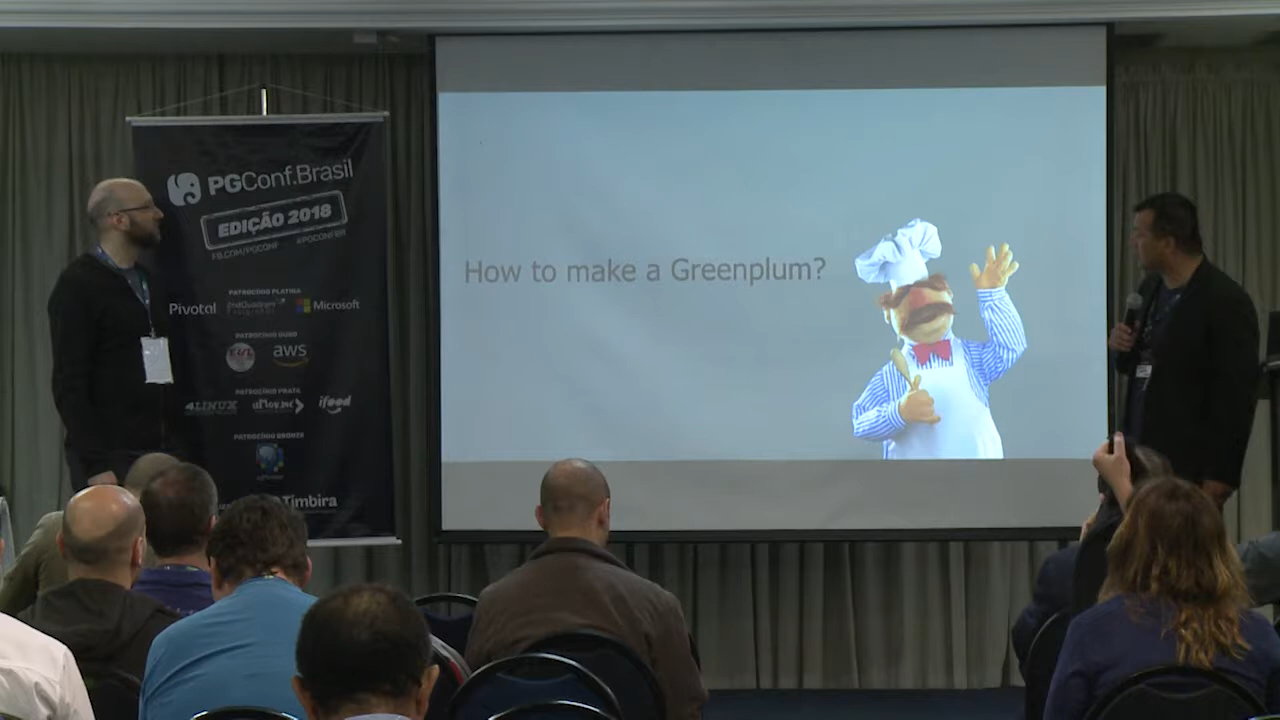 PGConf.Brasil
EDIÇÃO 2018
FB.COM/PGCONF #PGCONFBR
PATROCÍNIO PLATINA
Pivotal 2ndQuadrant Microsoft
PATROCÍNIO OURO
aws
PATROCÍNIO PRATA
4LINUX ifood
PATROCÍNIO BRONZE
Timbira
How to make a Greenplum?